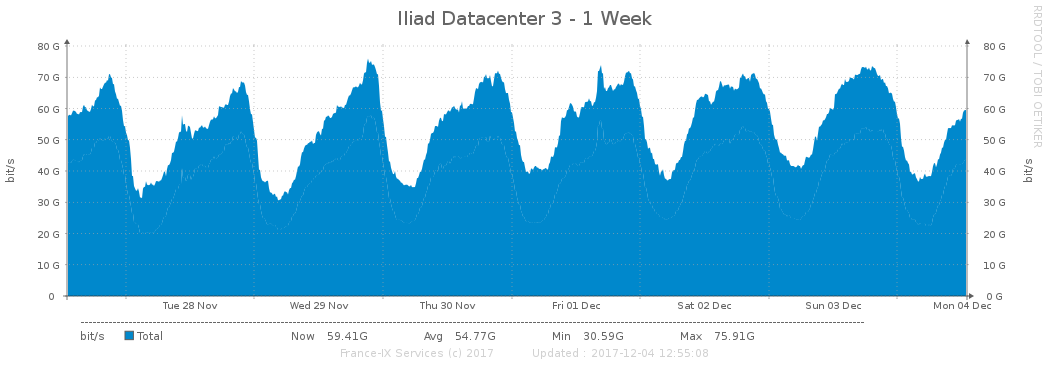 Iliad Datacenter 3 - 1 Week
RRDTOOL / TOBI OETIKER
bit/s
bit/s
80 G 80 G
70 G 70 G
60 G 60 G
50 G 50 G
40 G 40 G
30 G 30 G
20 G 20 G
10 G 10 G
0 0 G
Tue 28 Nov Wed 29 Nov Thu 30 Nov Fri 01 Dec Sat 02 Dec Sun 03 Dec Mon 04 Dec
bit/s Total Now 59.41G Avg 54.77G Min 30.59G Max 75.91G
France-IX Services (c) 2017 Updated : 2017-12-04 12:55:08